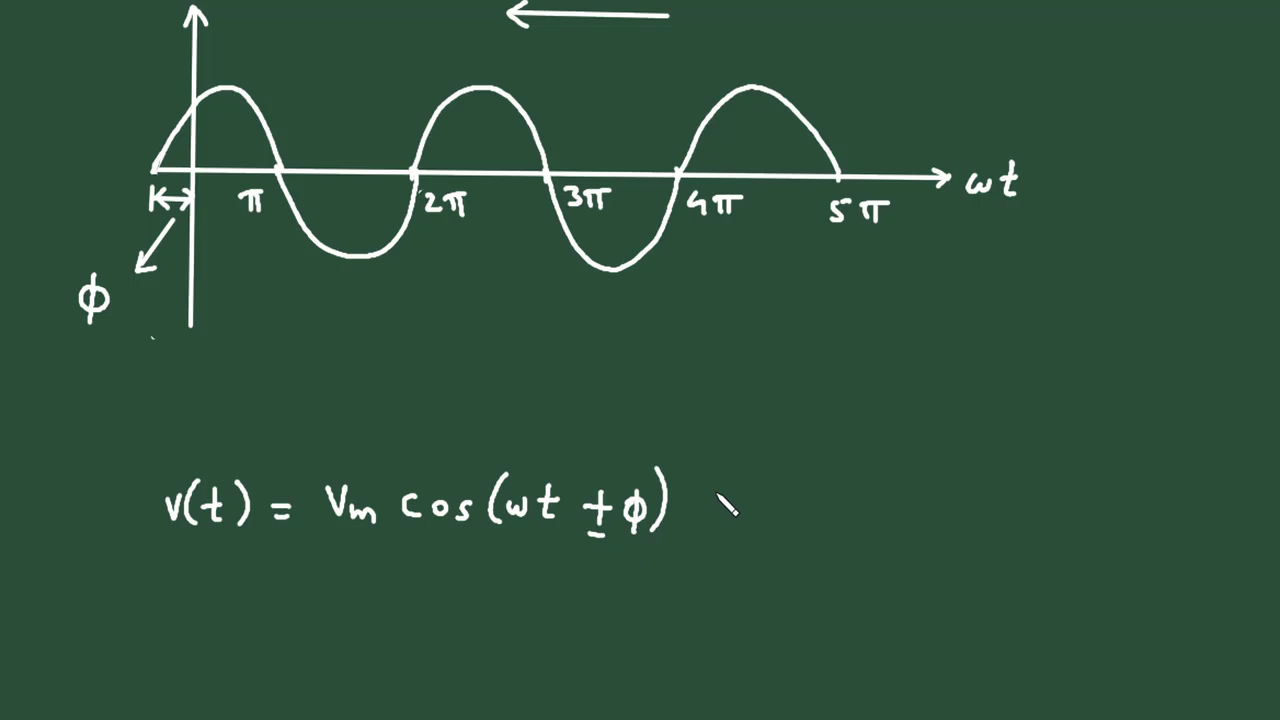 ωt
π 2π 3π 4π 5π
ϕ
v(t) = Vm cos(ωt ± ϕ)